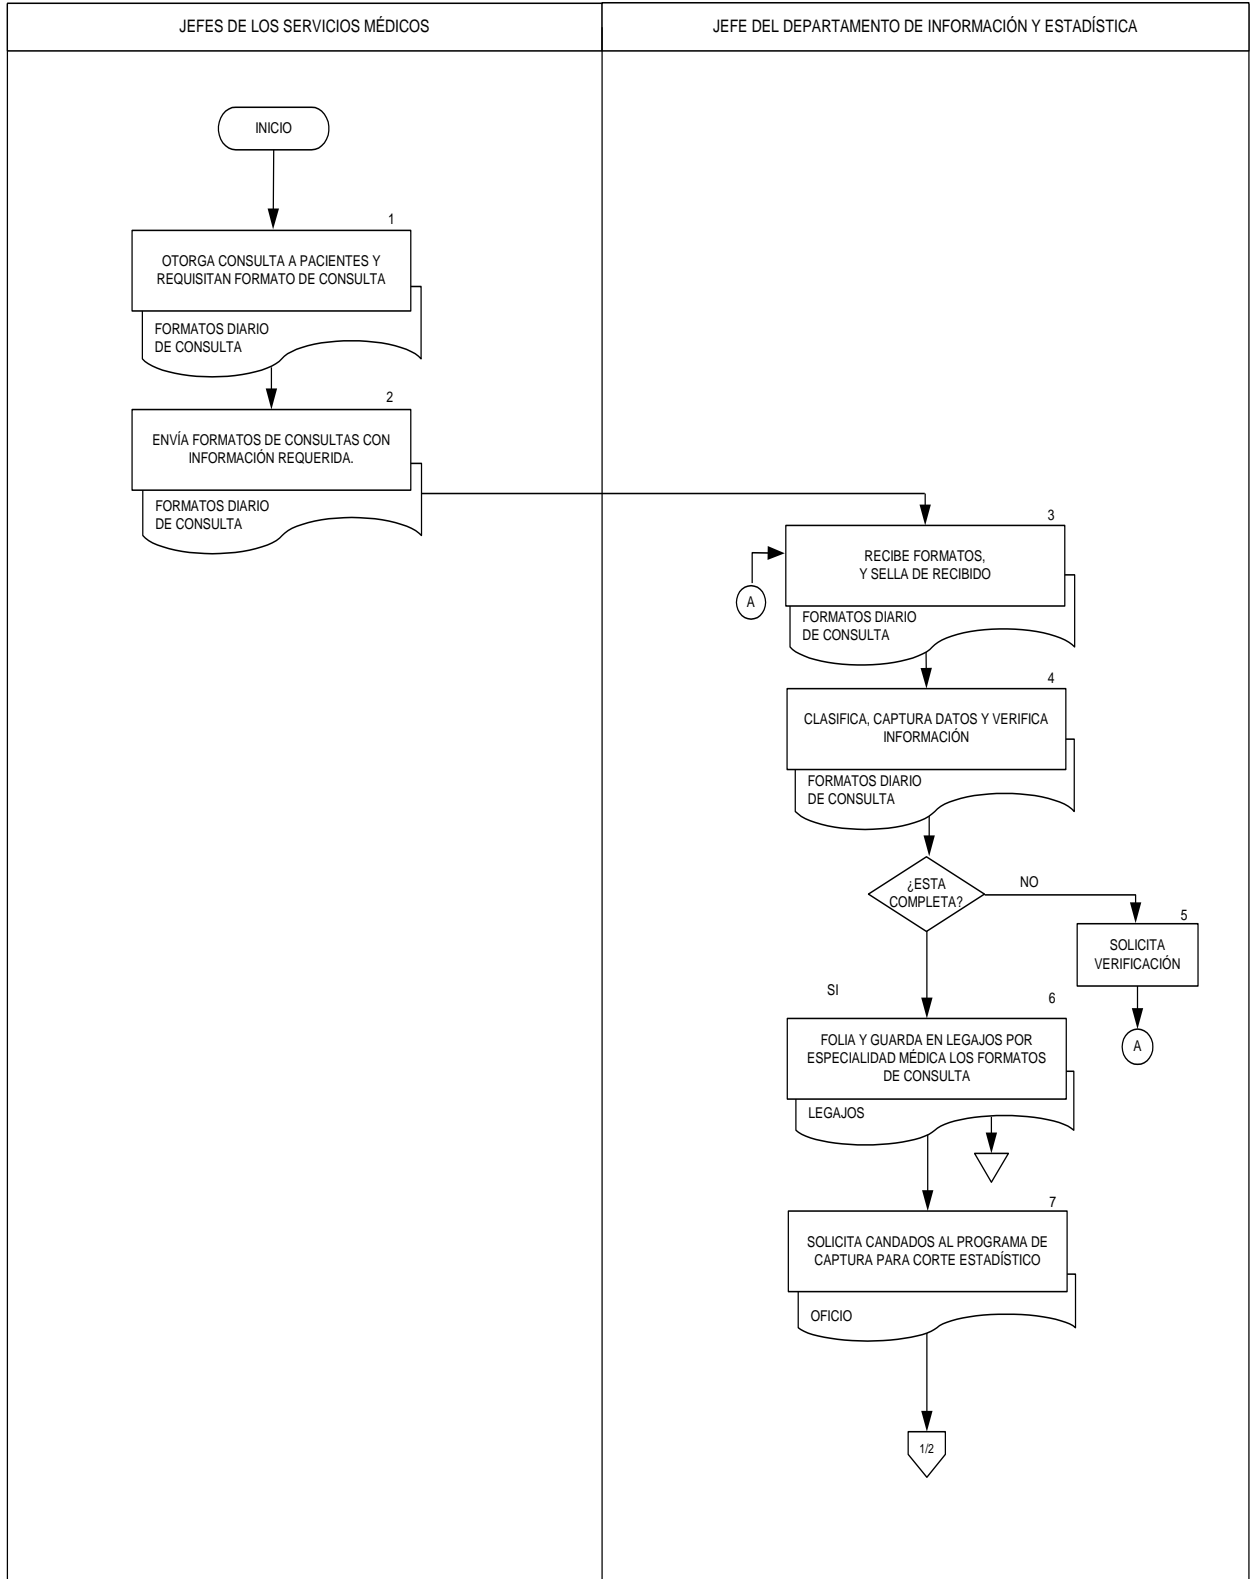 JEFES DE LOS SERVICIOS MÉDICOS
JEFE DEL DEPARTAMENTO DE INFORMACIÓN Y ESTADÍSTICA
INICIO
1
OTORGA CONSULTA A PACIENTES Y
REQUISITAN FORMATO DE CONSULTA
FORMATOS DIARIO
DE CONSULTA
2
ENVÍA FORMATOS DE CONSULTAS CON
INFORMACIÓN REQUERIDA.
FORMATOS DIARIO
DE CONSULTA
3
RECIBE FORMATOS,
Y SELLA DE RECIBIDO
A
FORMATOS DIARIO
DE CONSULTA
4
CLASIFICA, CAPTURA DATOS Y VERIFICA
INFORMACIÓN
FORMATOS DIARIO
DE CONSULTA
¿ESTA
COMPLETA?
NO
5
SOLICITA
VERIFICACIÓN
A
SI
6
FOLIA Y GUARDA EN LEGAJOS POR
ESPECIALIDAD MÉDICA LOS FORMATOS
DE CONSULTA
LEGAJOS
7
SOLICITA CANDADOS AL PROGRAMA DE
CAPTURA PARA CORTE ESTADÍSTICO
OFICIO
1/2